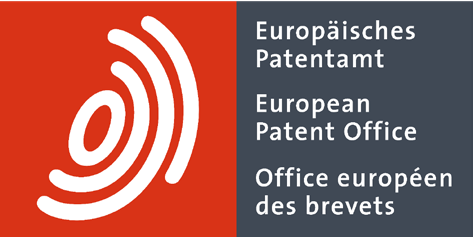 Europäisches
Patentamt
European
Patent Office
Office européen
des brevets